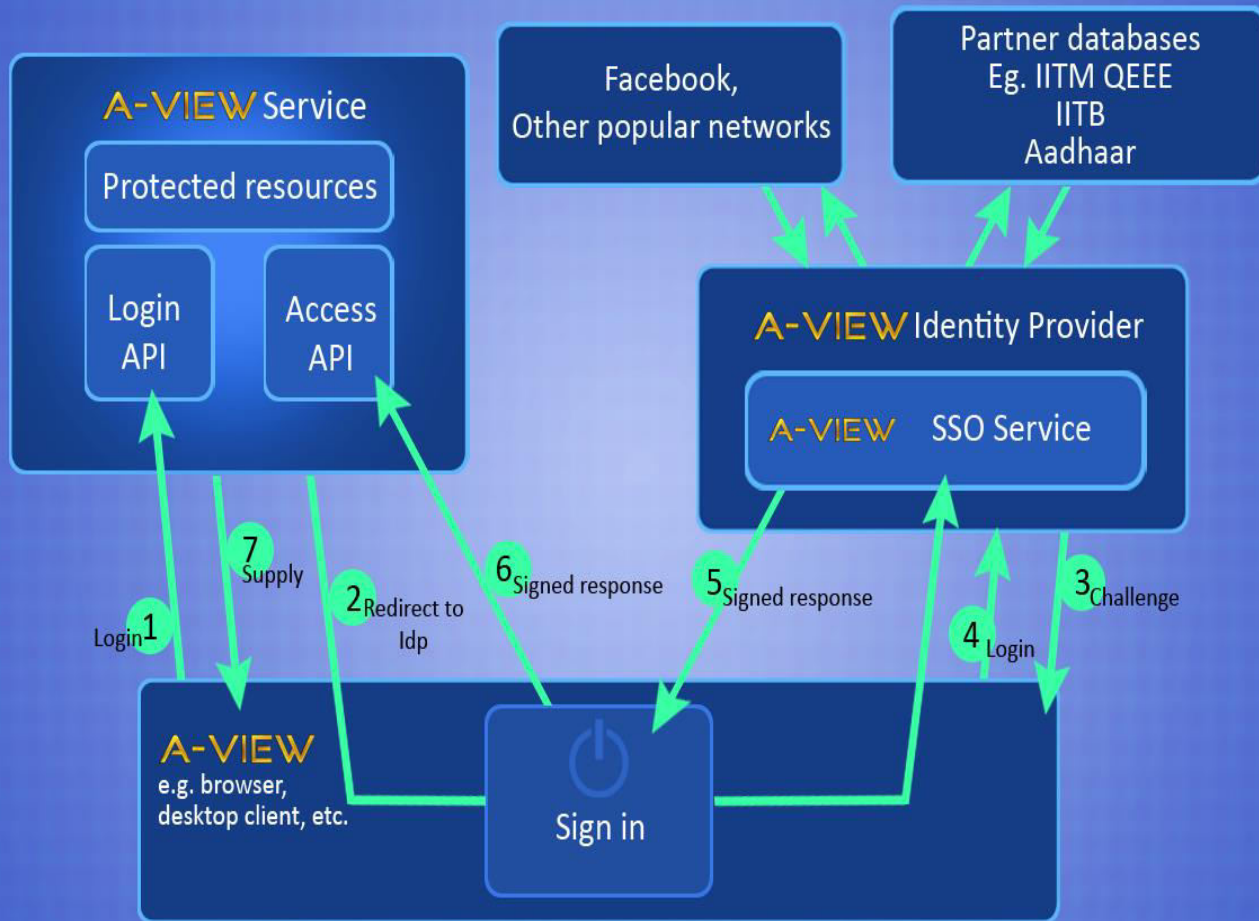 A-VIEW Service
Protected resources
Login
API
Access
API
Facebook,
Other popular networks
Partner databases
Eg. IITM QEEE
IITB
Aadhaar
A-VIEW Identity Provider
A-VIEW SSO Service
Login 1
7 Supply
2 Redirect to
Idp
6 Signed response
5 Signed response
4 Login
3 Challenge
A-VIEW
e.g. browser,
desktop client, etc.
Sign in